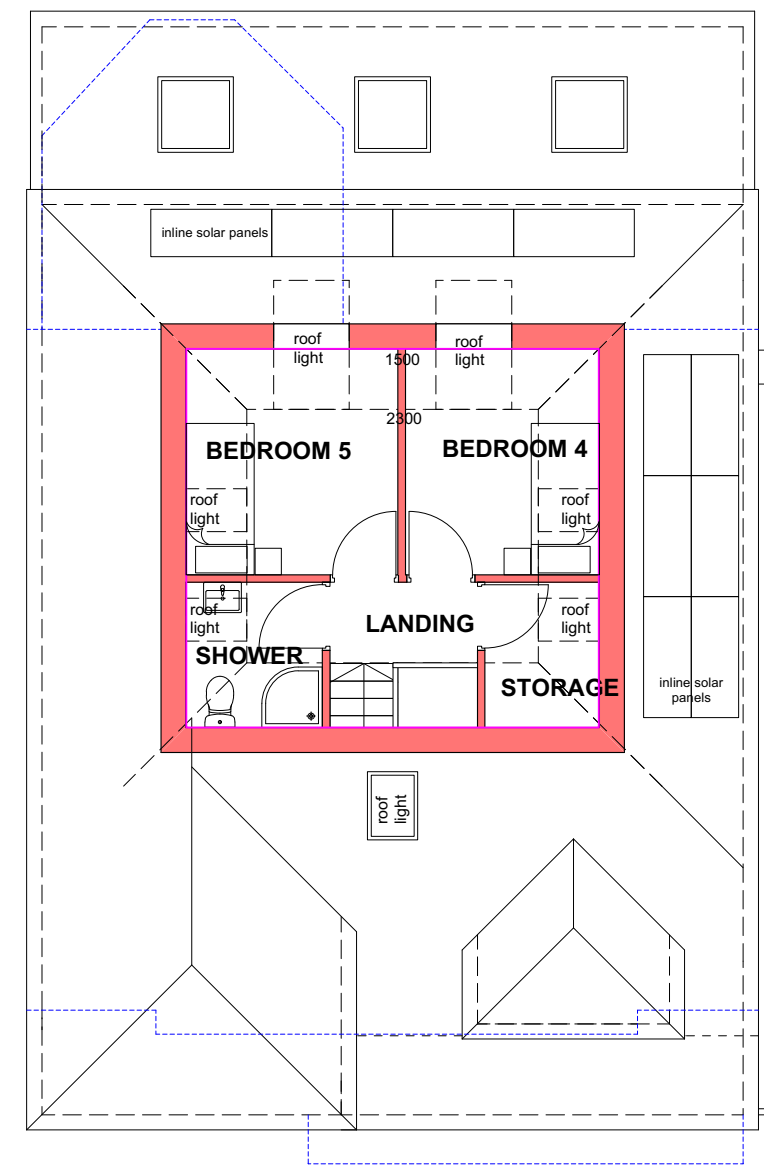 inline solar panels
roof
light
1500
roof
light
2300
BEDROOM 5
BEDROOM 4
roof
light
roof
light
roof
light
LANDING
roof
light
SHOWER
STORAGE
inline solar
panels
roof
light